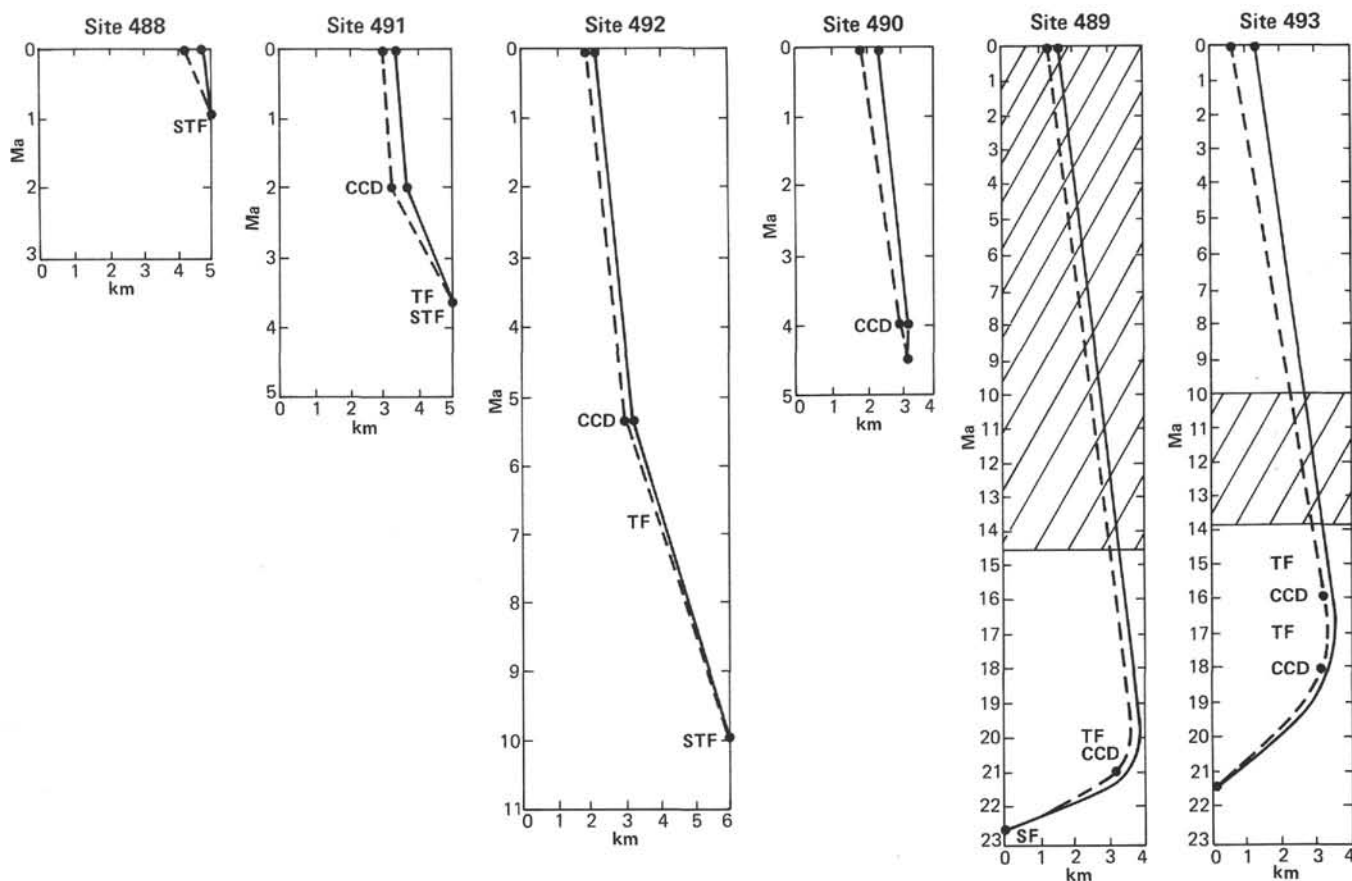 Site 488
0
1
2
3
Ma
STF
0 1 2 3 4 5
km
Site 491
0
1
2
3
4
5
Ma
CCD
TF
STF
0 1 2 3 4 5
km
Site 492
0
1
2
3
4
5
6
7
8
9
10
11
Ma
CCD
TF
STF
0 1 2 3 4 5 6
km
Site 490
0
1
2
3
4
5
Ma
CCD
0 1 2 3 4
km
Site 489
0
1
2
3
4
5
6
7
8
9
10
11
12
13
14
15
16
17
18
19
20
21
22
23
Ma
TF
CCD
SF
0 1 2 3 4
km
Site 493
0
1
2
3
4
5
6
7
8
9
10
11
12
13
14
15
16
17
18
19
20
21
22
23
Ma
TF
CCD
TF
CCD
0 1 2 3 4
km